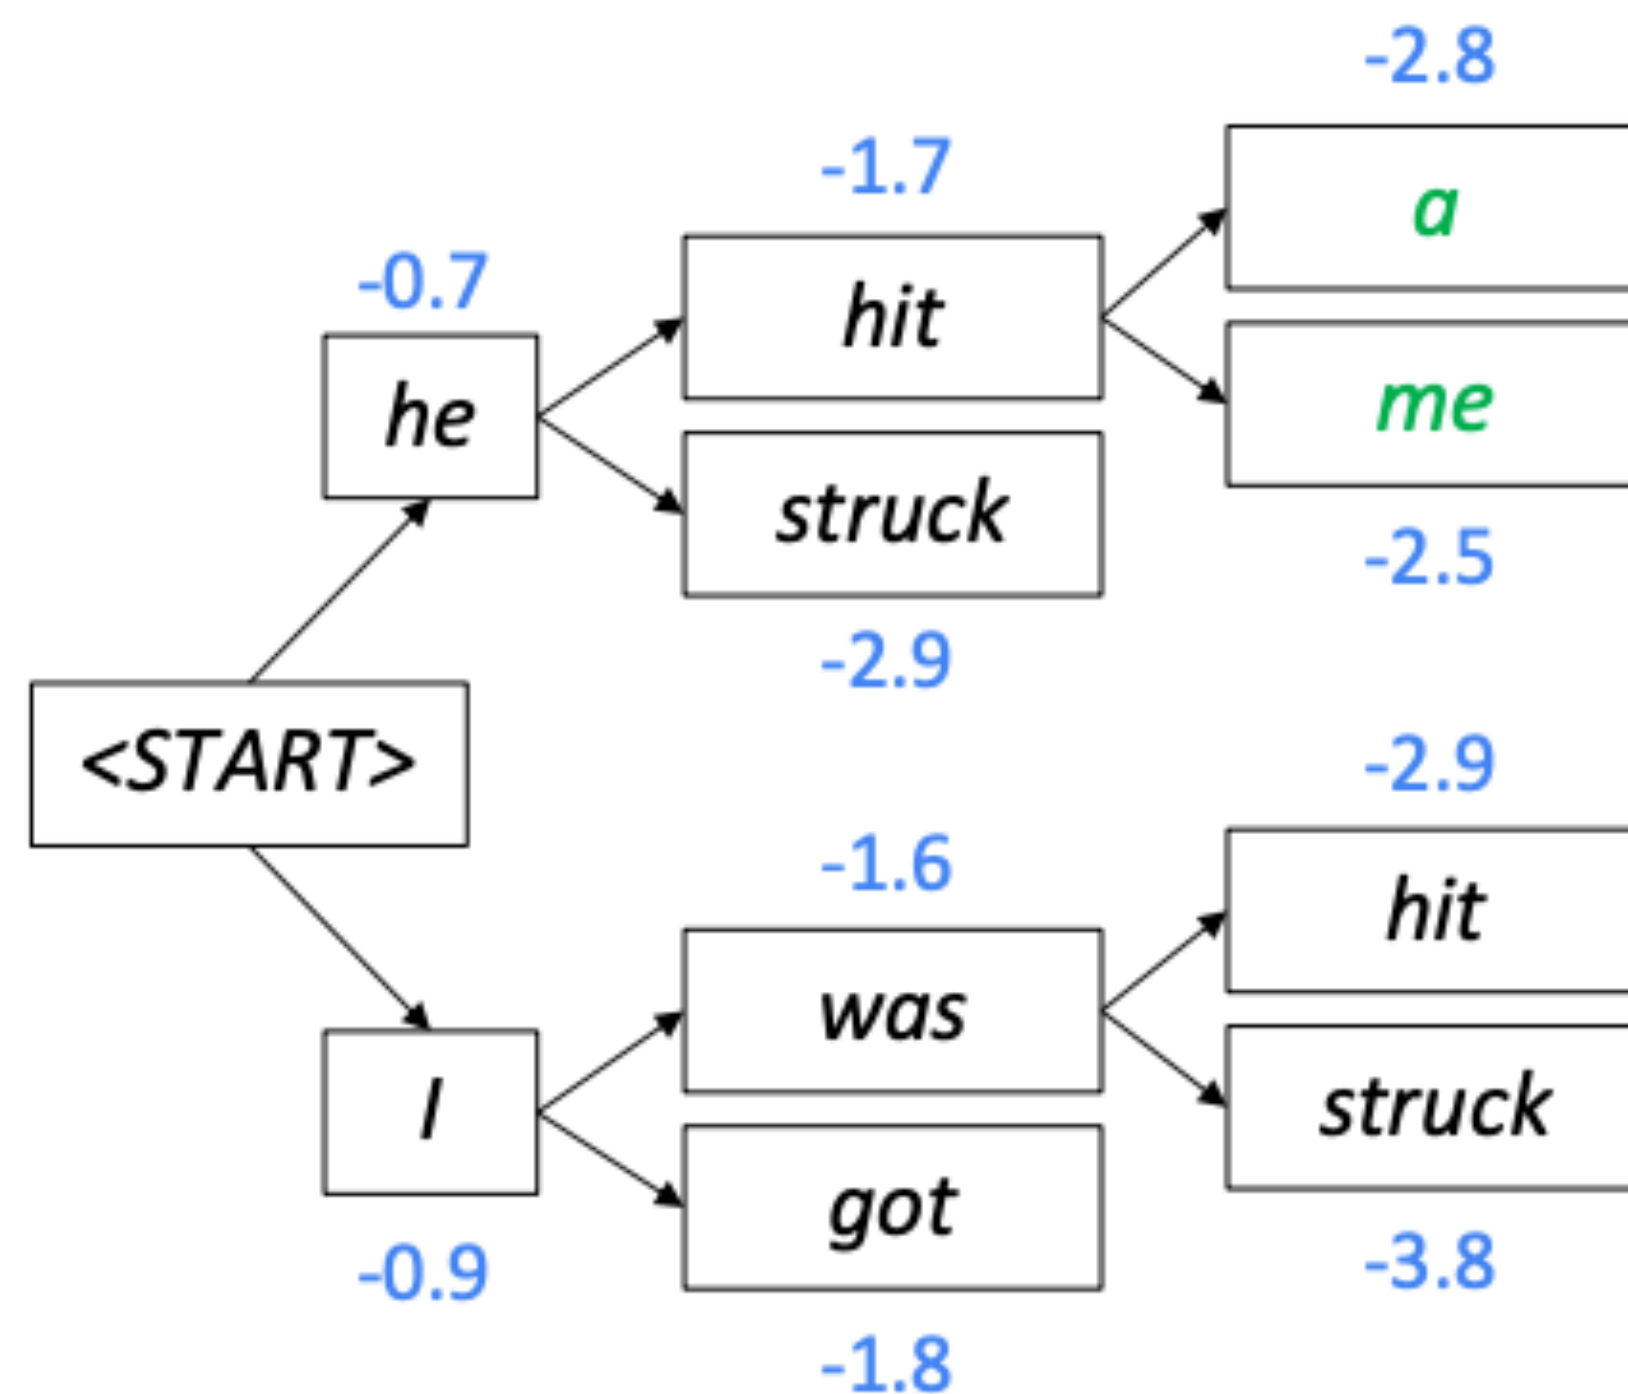 -2.8
-1.7
a
-0.7
hit
me
he
struck
-2.5
-2.9
<START>
-2.9
-1.6
hit
was
I
struck
got
-0.9
-3.8
-1.8